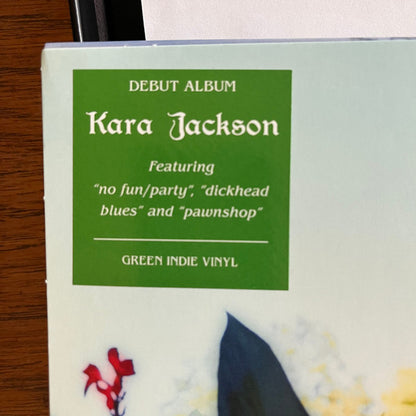 DEBUT ALBUM
Kara Jackson
Featuring
“no fun/party”, “dickhead
blues” and “pawnshop”
GREEN INDIE VINYL